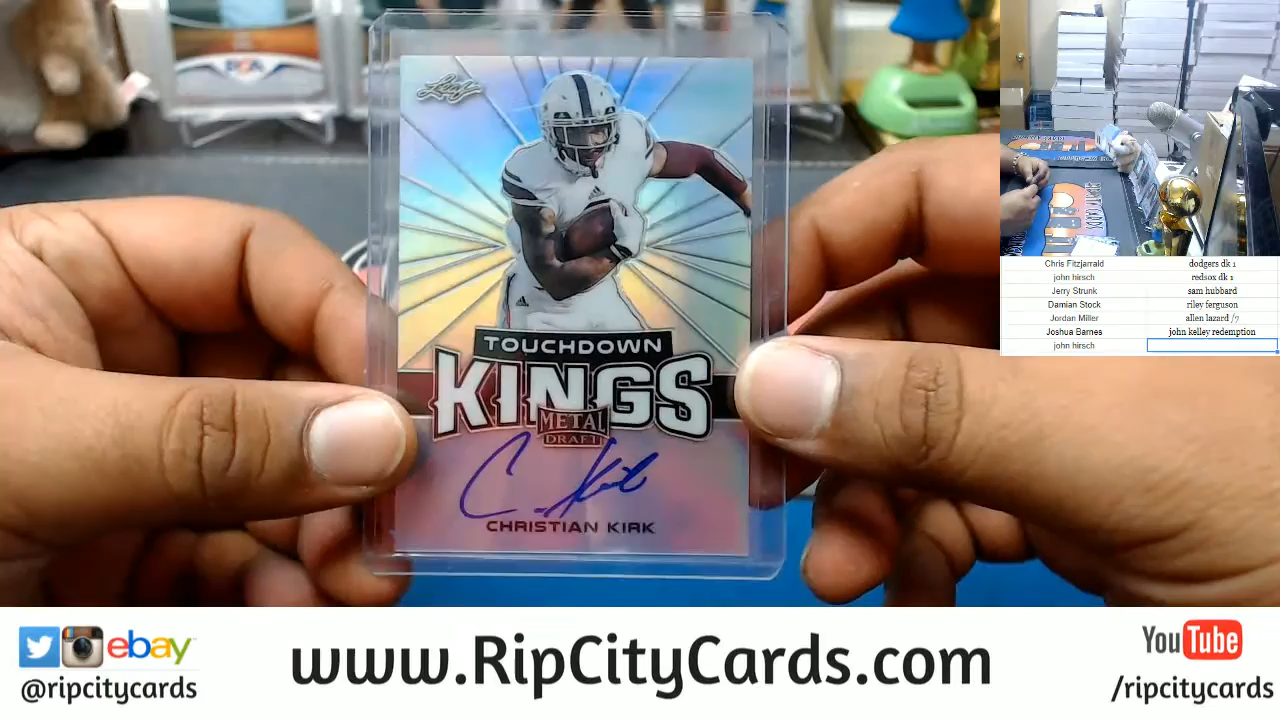 Leaf
TOUCHDOWN
KINGS
METAL
DRAFT
C Kirk
CHRISTIAN KIRK
Chris Fitzjarrald dodgers dk 1
john hirsch redsox dk 1
Jerry Strunk sam hubbard
Damian Stock riley ferguson
Jordan Miller allen lazard /7
Joshua Barnes john kelley redemption
john hirsch
ebay
@ripcitycards
www.RipCityCards.com
YouTube
/ripcitycards